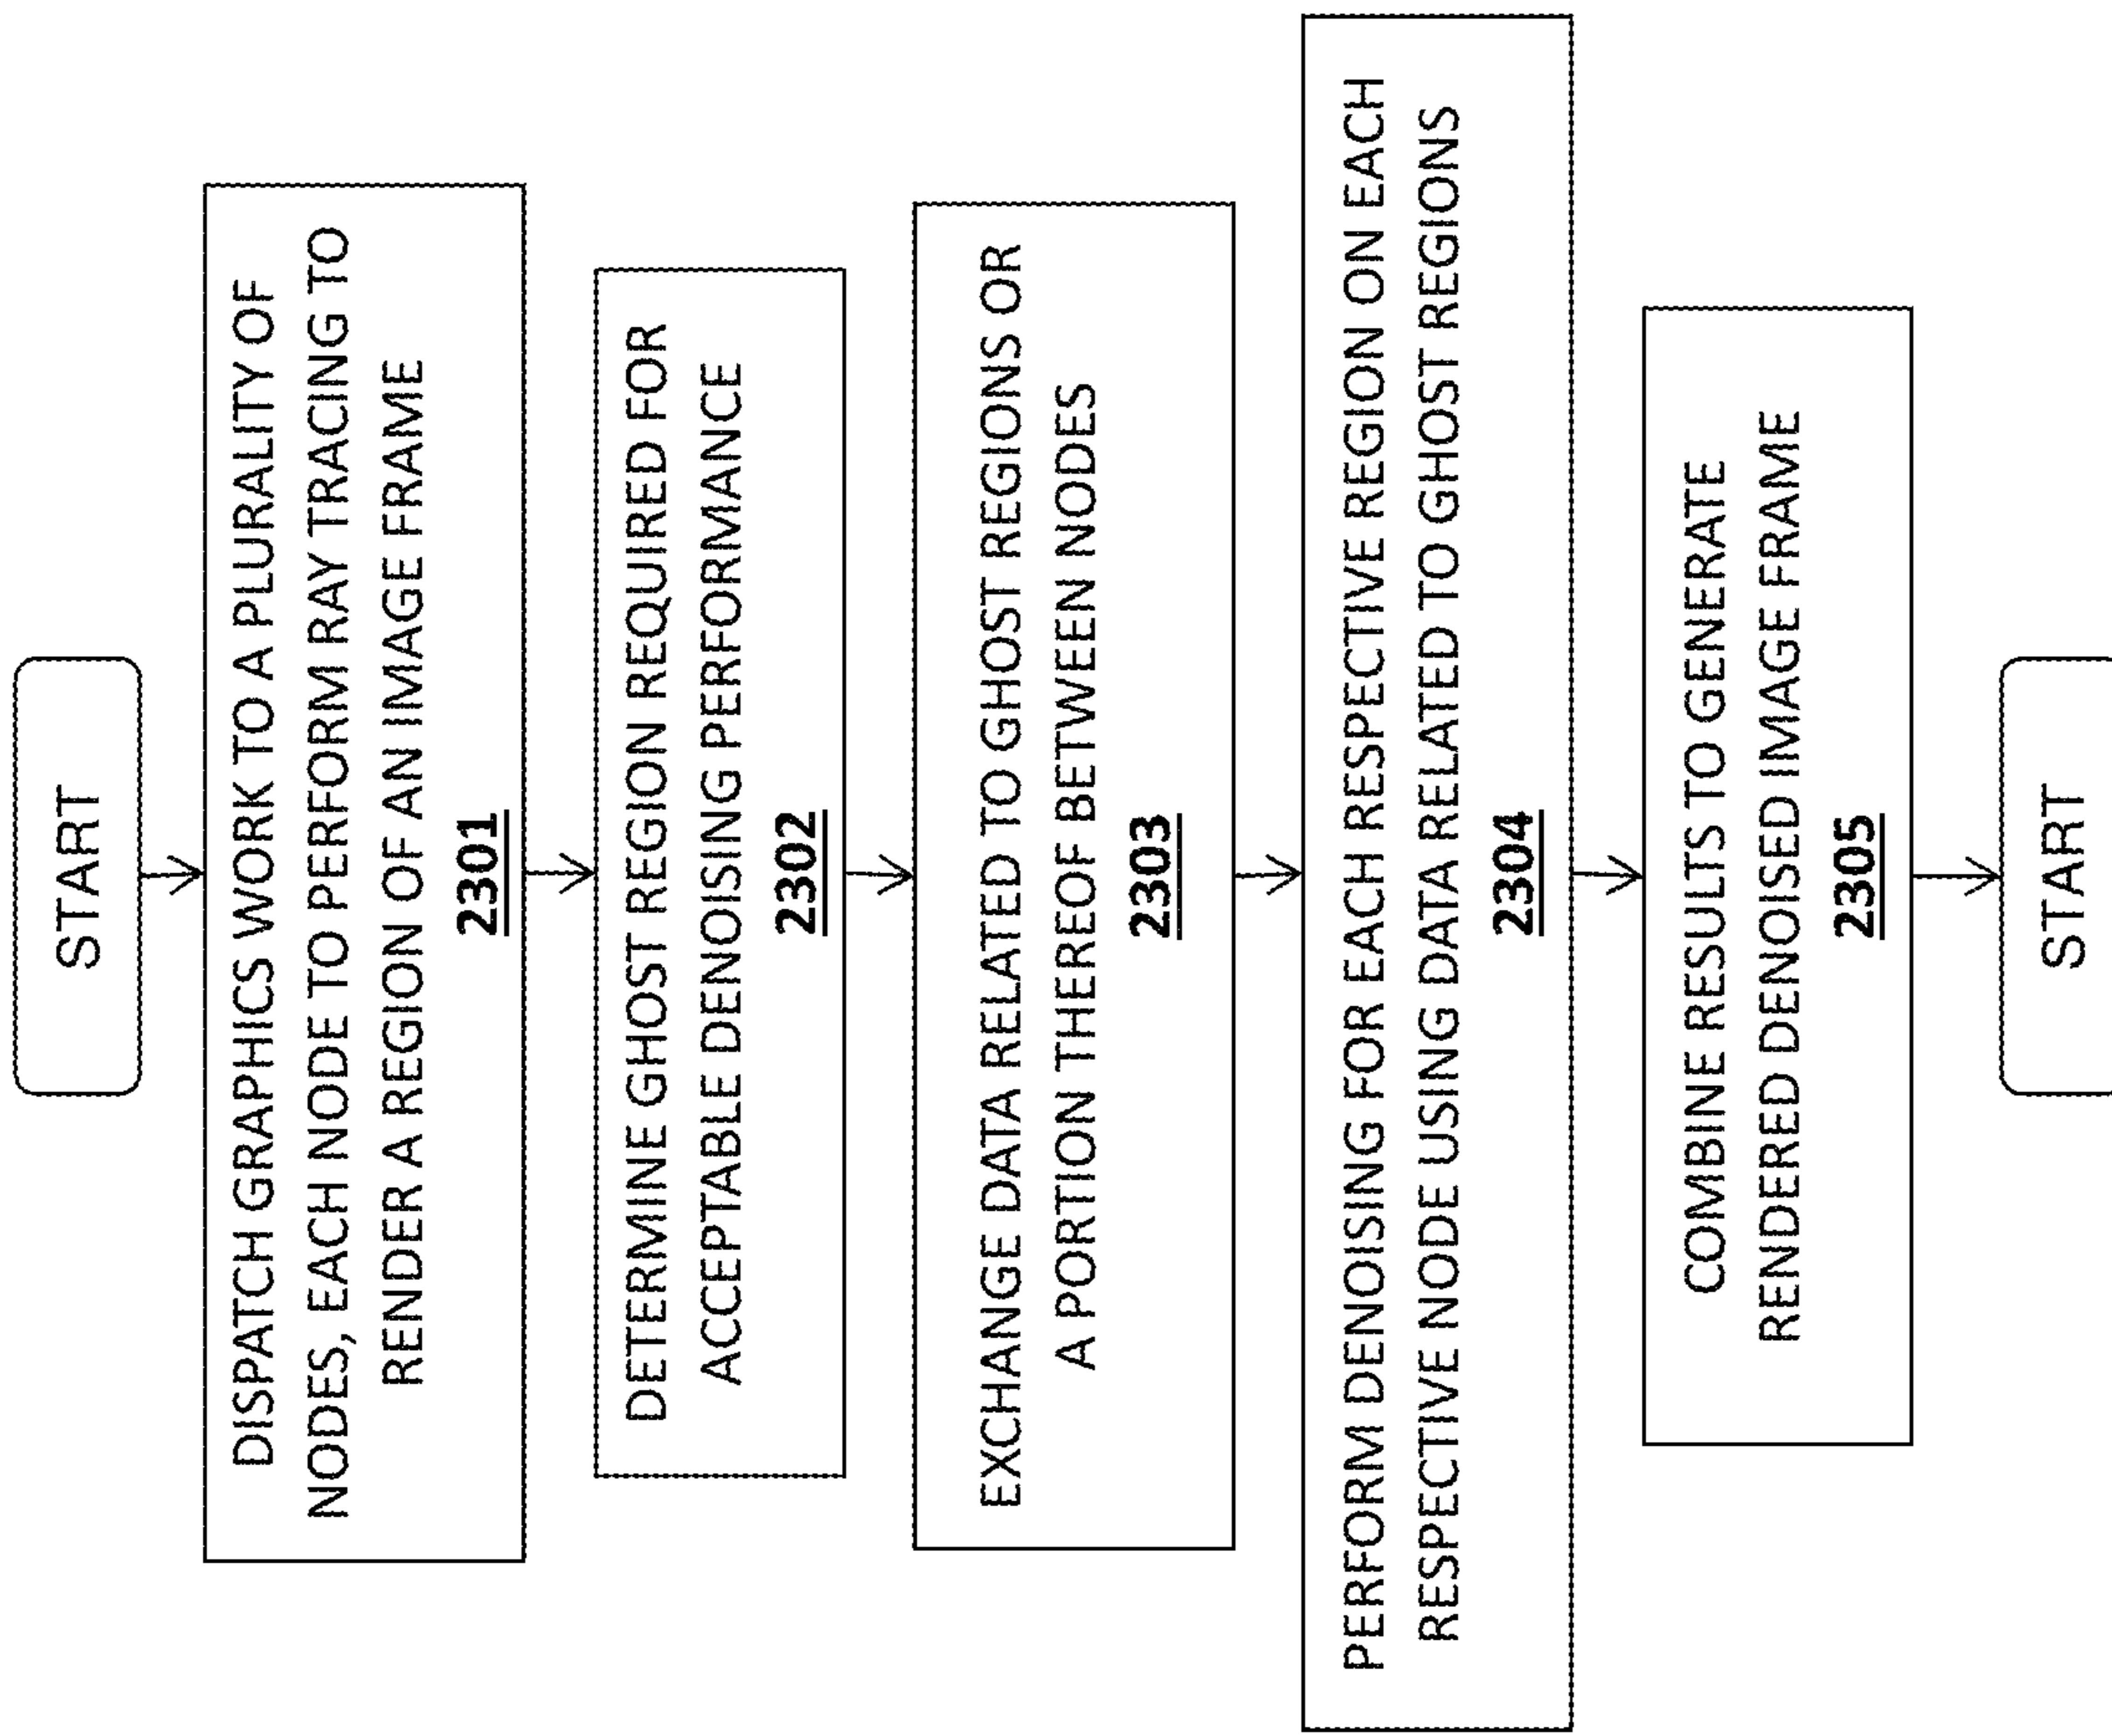 START
DISPATCH GRAPHICS WORK TO A PLURALITY OF
NODES, EACH NODE TO PERFORM RAY TRACING TO
RENDER A REGION OF AN IMAGE FRAME
2301
DETERMINE GHOST REGION REQUIRED FOR
ACCEPTABLE DENOISING PERFORMANCE
2302
EXCHANGE DATA RELATED TO GHOST REGIONS OR
A PORTION THEREOF BETWEEN NODES
2303
PERFORM DENOISING FOR EACH RESPECTIVE REGION ON EACH
RESPECTIVE NODE USING DATA RELATED TO GHOST REGIONS
2304
COMBINE RESULTS TO GENERATE
RENDERED DENOISED IMAGE FRAME
2305
START